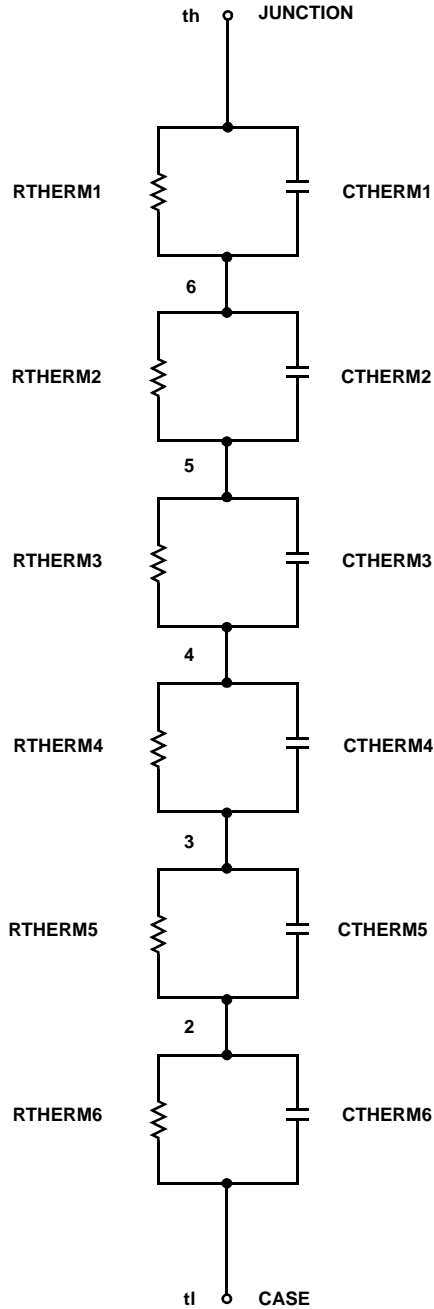 th JUNCTION
RTHERM1 CTHERM1
6
RTHERM2 CTHERM2
5
RTHERM3 CTHERM3
4
RTHERM4 CTHERM4
3
RTHERM5 CTHERM5
2
RTHERM6 CTHERM6
tl CASE